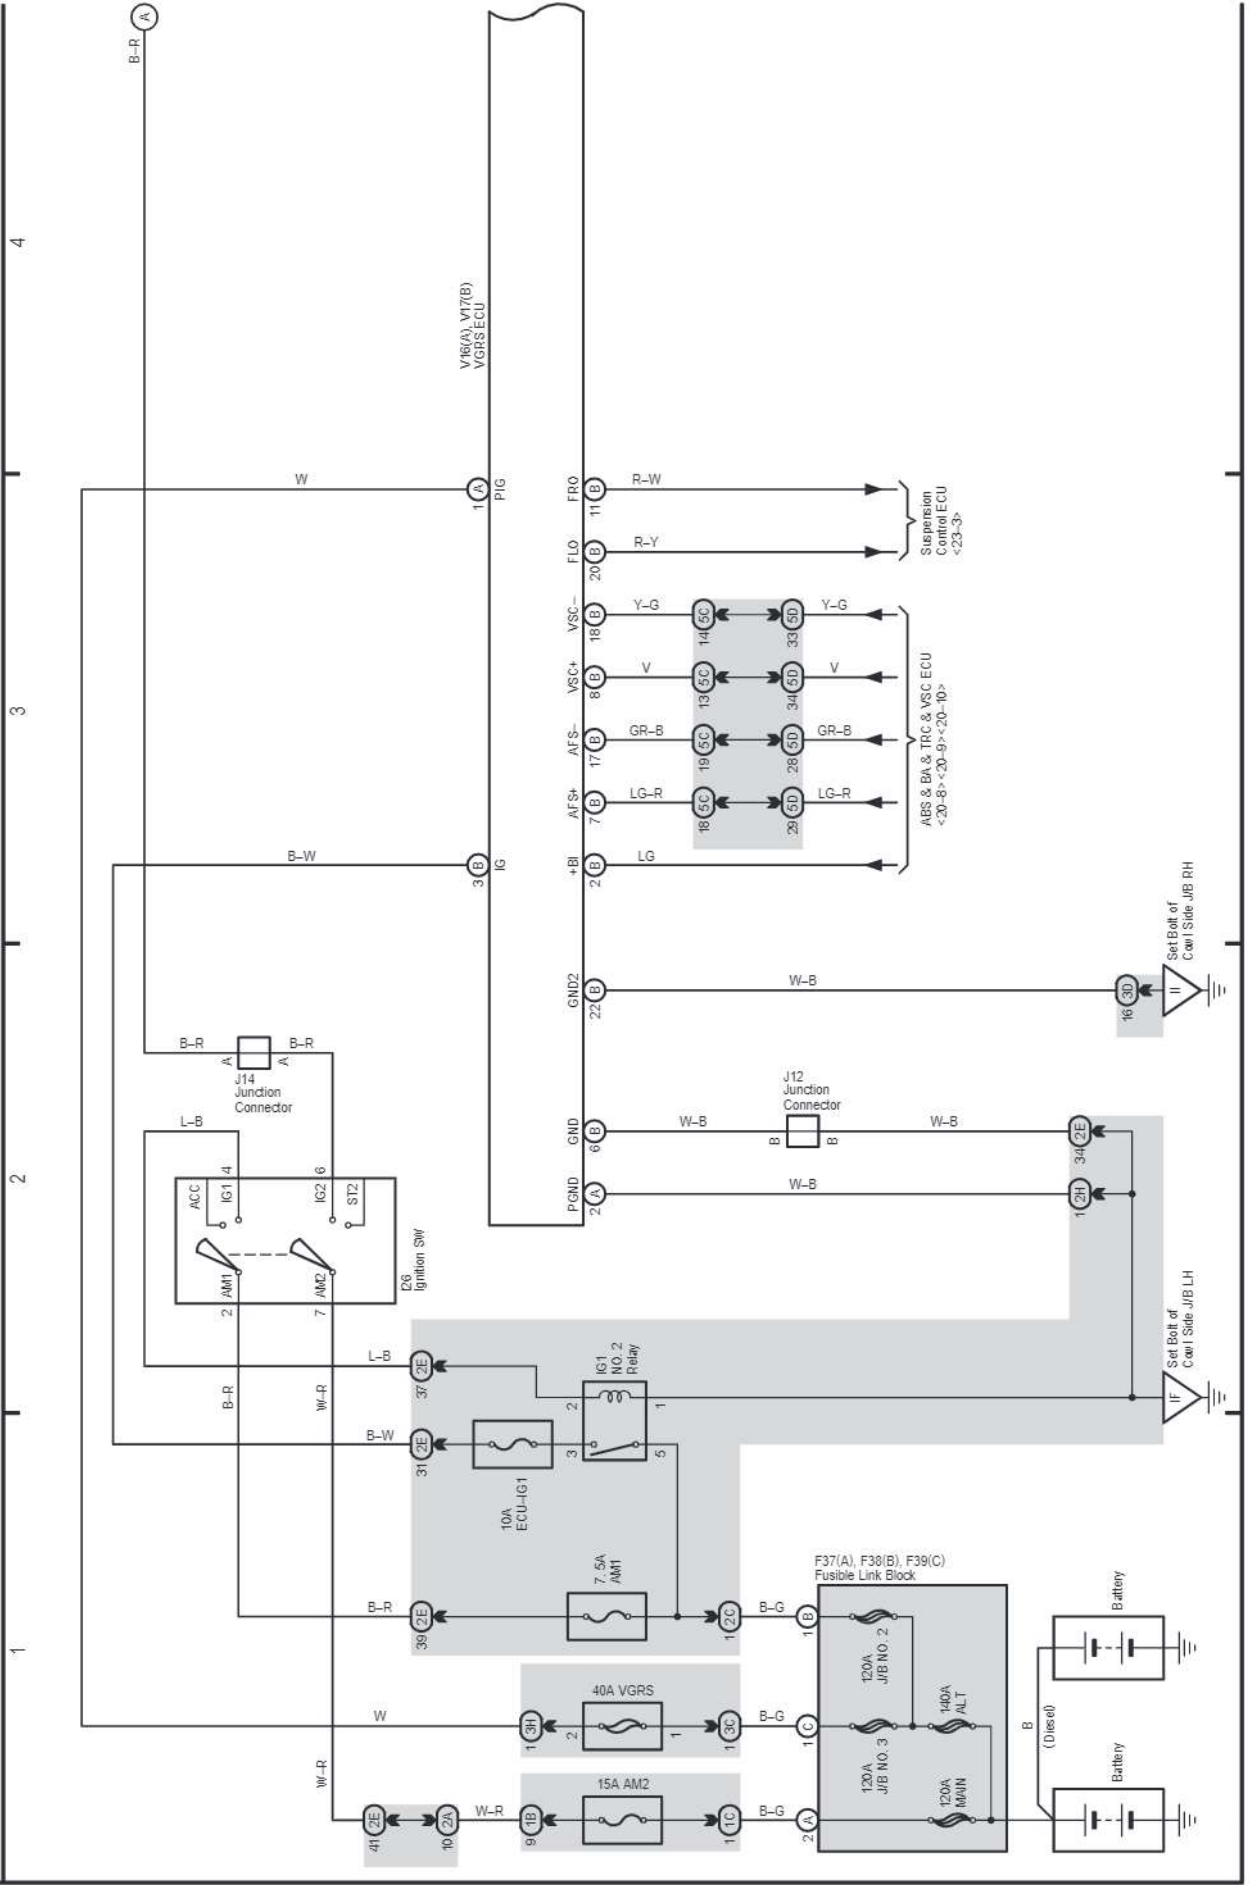 1
2
3
4
A
B–R
W
B–W
L–B
B–R
A
A
B–R
J14
Junction
Connector
ACC
IG1
4
IG2
6
ST2
AM1
2
AM2
7
I26
Ignition SW
B–R
W–R
V16(A), V17(B)
VGRS ECU
1
A
PIG
3
B
IG
FRO
11
B
R–W
FLO
20
B
R–Y
Suspension
Control ECU
<23–3>
VSC–
18
B
Y–G
14
5C
33
5D
Y–G
VSC+
8
B
V
13
5C
34
5D
V
AFS–
17
B
GR–B
19
5C
28
5D
GR–B
AFS+
7
B
LG–R
18
5C
29
5D
LG–R
+BI
2
B
LG
ABS & BA & TRC & VSC ECU
<20–8><20–9><20–10>
GND2
22
B
W–B
16
3D
II
Set Bolt of
Cowl Side J/B RH
GND
6
B
W–B
J12
Junction
Connector
B
B
W–B
34
2E
PGND
2
A
W–B
1
2H
IF
Set Bolt of
Cowl Side J/B LH
L–B
37
2E
B–W
31
2E
B–R
39
2E
10A
ECU–IG1
IG1
NO. 2
Relay
2
1
3
5
7. 5A
AM1
1
2C
B–G
1
B
W
1
3H
40A VGRS
2
1
1
3C
B–G
1
C
W–R
41
2E
10
2A
W–R
9
1B
15A AM2
1
1C
B–G
2
A
F37(A), F38(B), F39(C)
Fusible Link Block
120A
J/B NO. 2
120A
J/B NO. 3
140A
ALT
120A
MAIN
B
(Diesel)
Battery
Battery